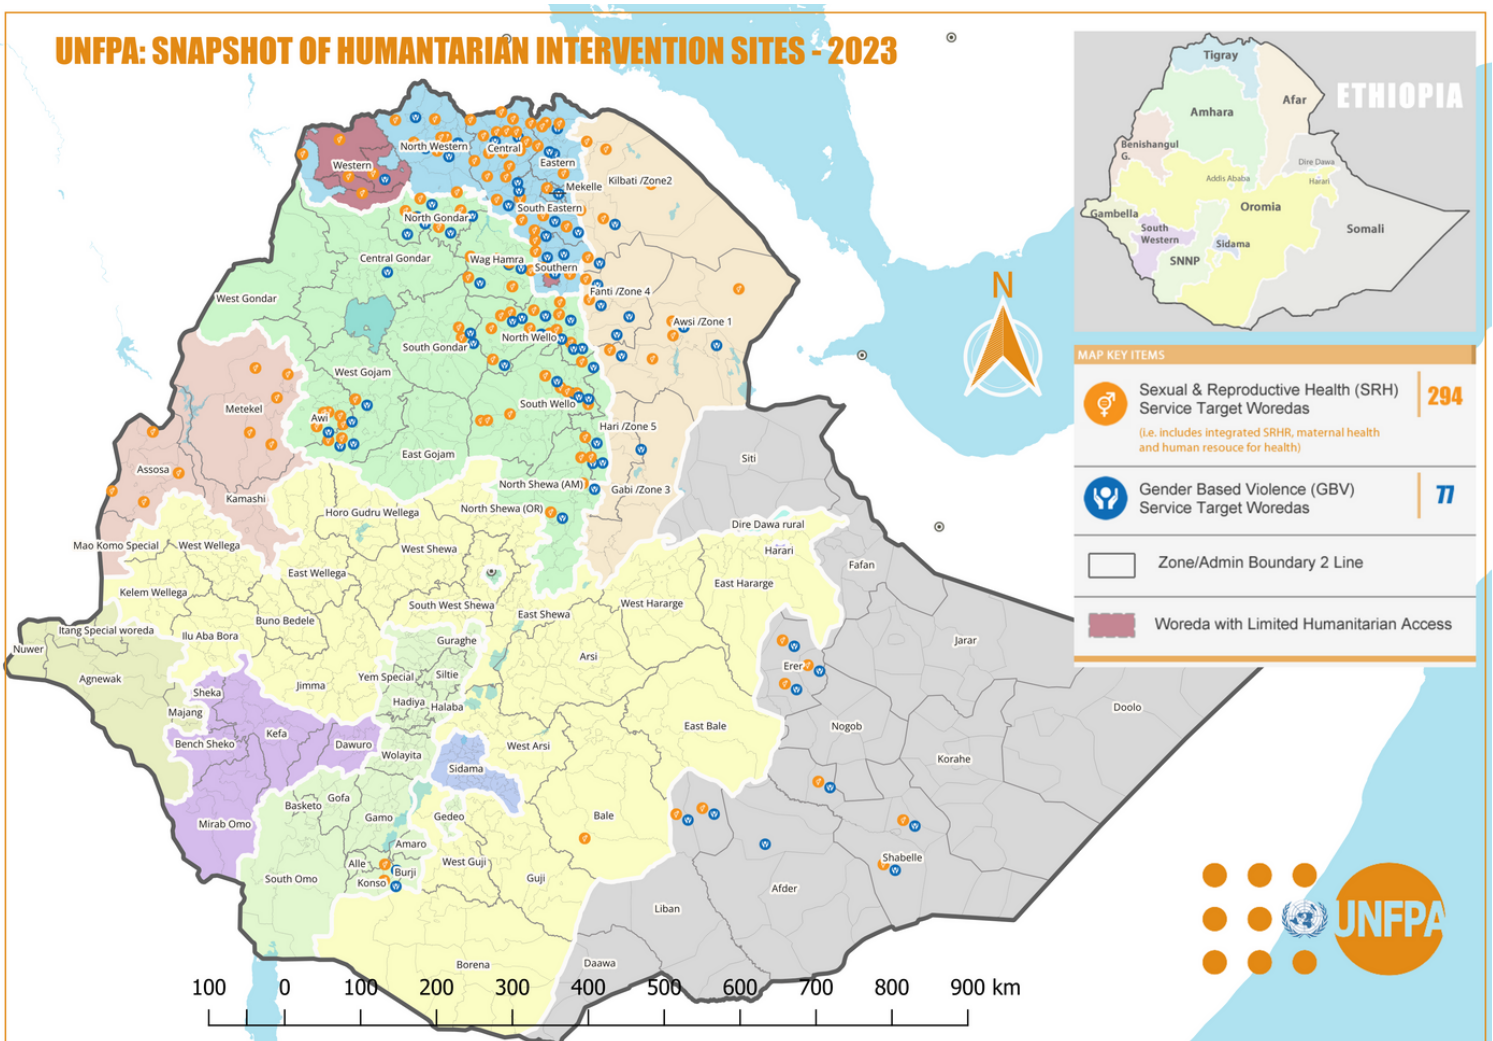 UNFPA: SNAPSHOT OF HUMANITARIAN INTERVENTION SITES - 2023
ETHIOPIA
Tigray
Afar
Amhara
Benishangul
G.
Dire Dawa
Addis Ababa
Harari
Oromia
Gambella
South
Western
Sidama
Somali
SNNP
MAP KEY ITEMS
Sexual & Reproductive Health (SRH)
Service Target Woredas
294
(i.e. includes integrated SRHR, maternal health
and human resouce for health)
Gender Based Violence (GBV)
Service Target Woredas
77
Zone/Admin Boundary 2 Line
Woreda with Limited Humanitarian Access
N
North Western
Central
Western
Eastern
Mekelle
Kilbati /Zone2
South Eastern
North Gondar
Central Gondar
Wag Hamra
Southern
West Gondar
Fanti /Zone 4
Awsi /Zone 1
North Wello
South Gondar
West Gojam
South Wello
Metekel
Awi
Hari /Zone 5
East Gojam
Siti
Assosa
North Shewa (AM)
Gabi /Zone 3
Kamashi
North Shewa (OR)
Horo Gudru Wellega
Dire Dawa rural
Mao Komo Special
West Wellega
West Shewa
Harari
Fafan
East Wellega
East Hararge
Kelem Wellega
South West Shewa
West Hararge
East Shewa
Buno Bedele
Itang Special woreda
Ilu Aba Bora
Guraghe
Jarar
Nuwer
Arsi
Erer
Agnewak
Yem Special
Siltie
Jimma
Sheka
Hadiya
Halaba
Doolo
Majang
East Bale
Nogob
Kefa
Bench Sheko
Dawuro
West Arsi
Wolayita
Korahe
Sidama
Gofa
Basketo
Gamo
Gedeo
Bale
Mirab Omo
Amaro
Shabelle
Alle
West Guji
Burji
South Omo
Konso
Guji
Afder
Liban
Borena
Daawa
100 0 100 200 300 400 500 600 700 800 900 km
UNFPA